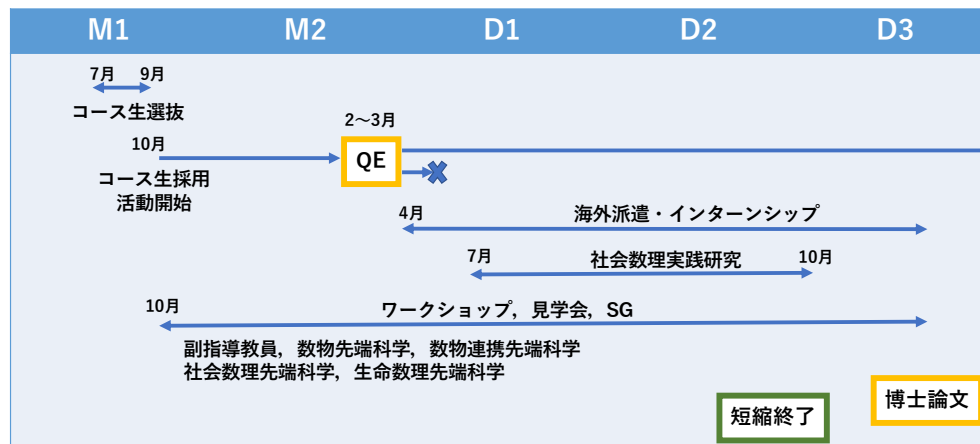 M1 M2 D1 D2 D3
7月 9月
コース生選抜
2～3月
10月
QE
コース生採用
活動開始
4月 海外派遣・インターンシップ
7月 社会数理実践研究 10月
10月 ワークショップ，見学会，SG
副指導教員，数物先端科学，数物連携先端科学
社会数理先端科学，生命数理先端科学
博士論文
短縮終了